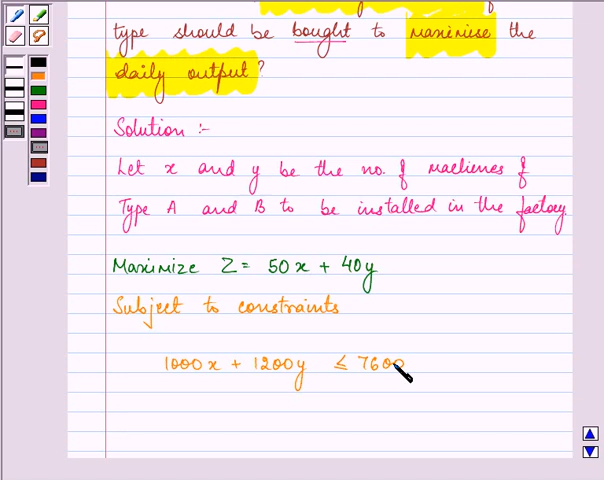 type should be bought to maximise the
daily output?
Solution :-
Let x and y be the no. of machines of
Type A and B to be installed in the factory.
Maximize Z = 50x + 40y
Subject to constraints
1000x + 1200y ≤ 7600